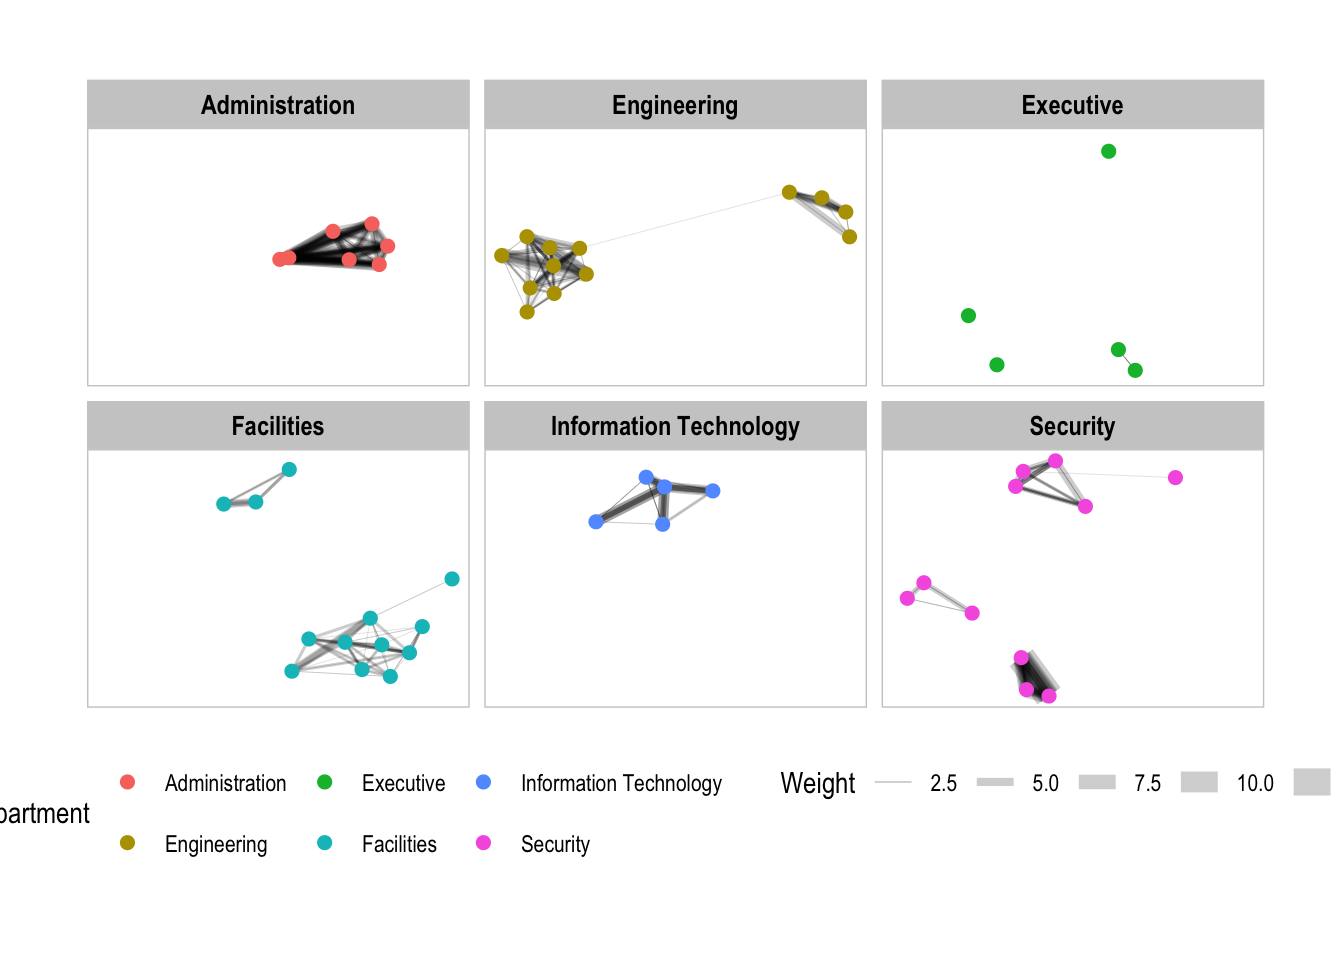 Administration
Engineering
Executive
Facilities
Information Technology
Security
Administration
Executive
Information Technology
Weight
2.5
5.0
7.5
10.0
partment
Engineering
Facilities
Security